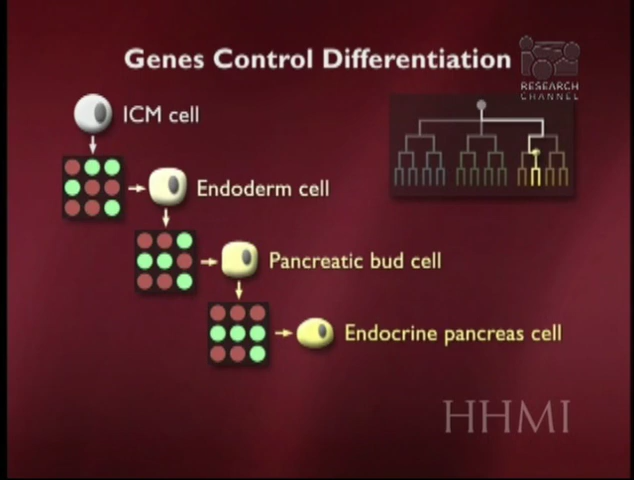 Genes Control Differentiation
RESEARCH
CHANNEL
ICM cell
Endoderm cell
Pancreatic bud cell
Endocrine pancreas cell
HHMI